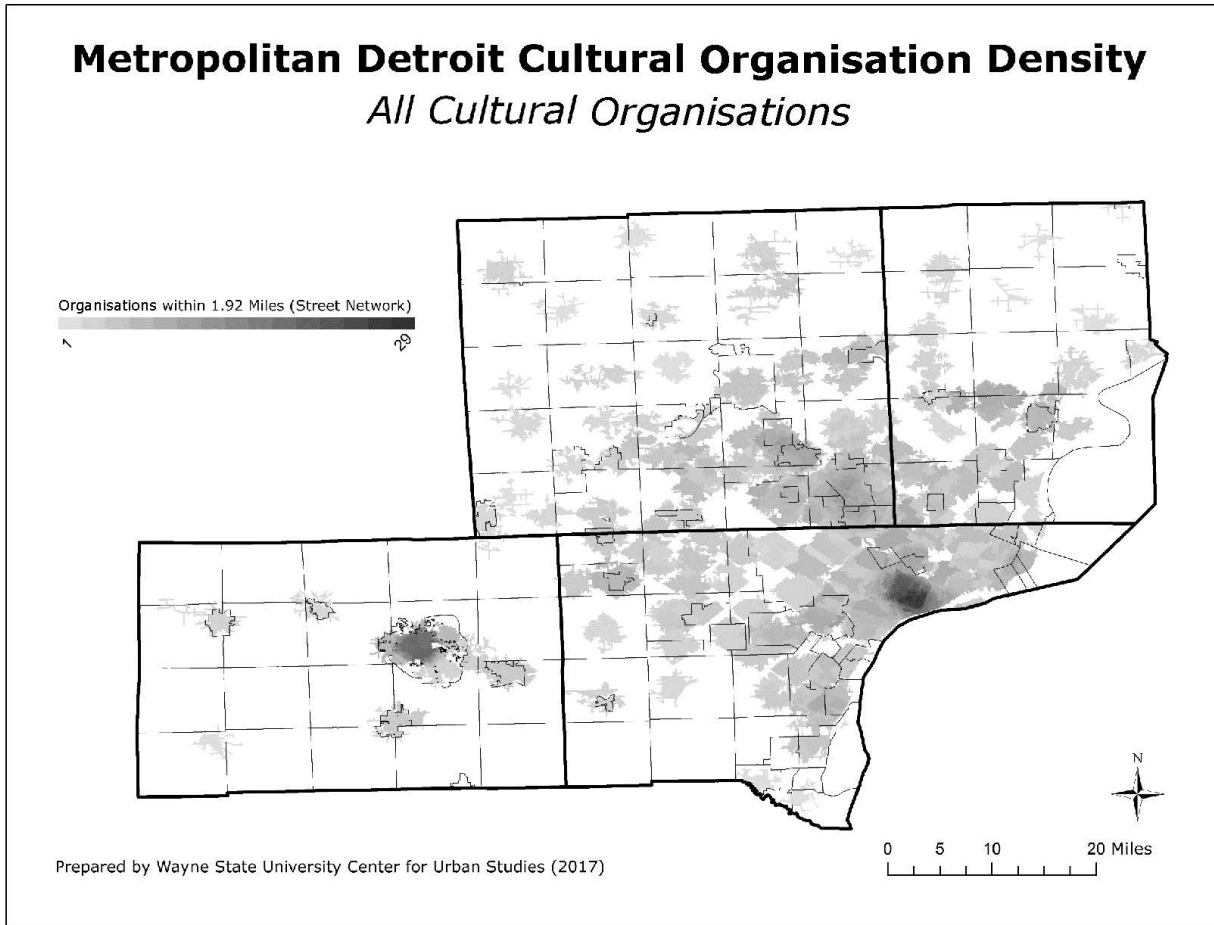 Metropolitan Detroit Cultural Organisation Density
All Cultural Organisations
Organisations within 1.92 Miles (Street Network)
1 29
N
0 5 10 20 Miles
Prepared by Wayne State University Center for Urban Studies (2017)